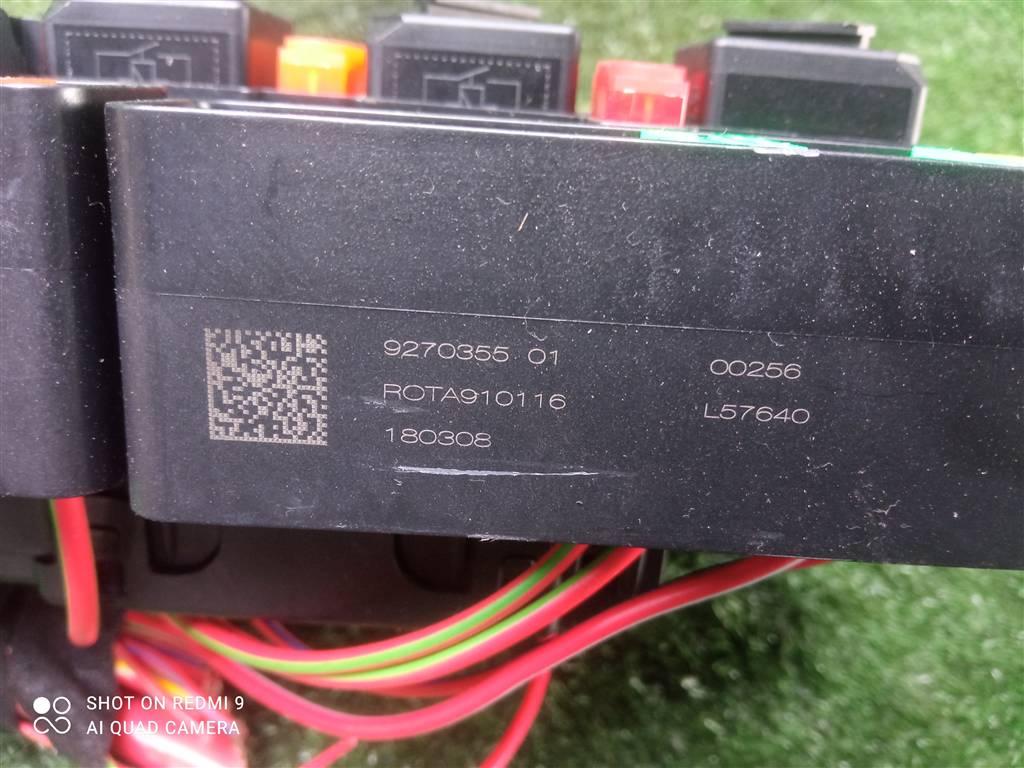 9270355 01
ROTA910116
180308
00256
L57640
SHOT ON REDMI 9
AI QUAD CAMERA